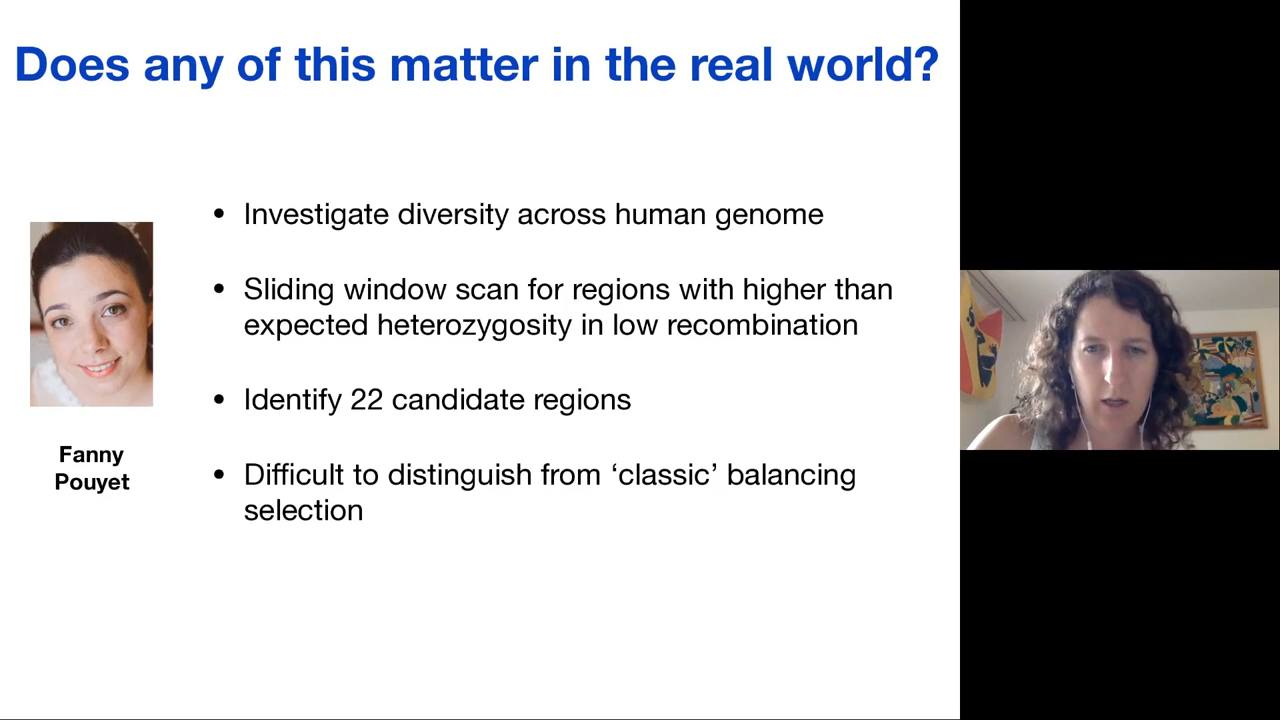 Does any of this matter in the real world?
• Investigate diversity across human genome
• Sliding window scan for regions with higher than
expected heterozygosity in low recombination
• Identify 22 candidate regions
• Difficult to distinguish from ‘classic’ balancing
selection
Fanny
Pouyet